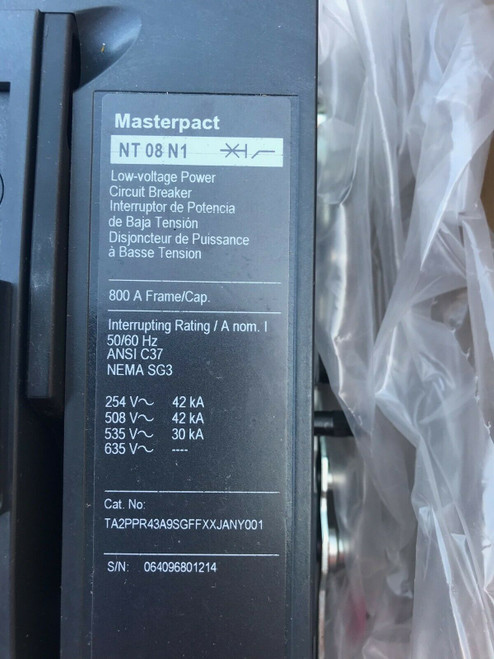 Masterpact
NT 08 N1
Low-voltage Power
Circuit Breaker
Interruptor de Potencia
de Baja Tensión
Disjoncteur de Puissance
à Basse Tension
800 A Frame/Cap.
Interrupting Rating / A nom. I
50/60 Hz
ANSI C37
NEMA SG3
254 V~ 42 kA
508 V~ 42 kA
535 V~ 30 kA
635 V~ ----
Cat. No:
TA2PPR43A9SGFFXXJANY001
S/N: 064096801214